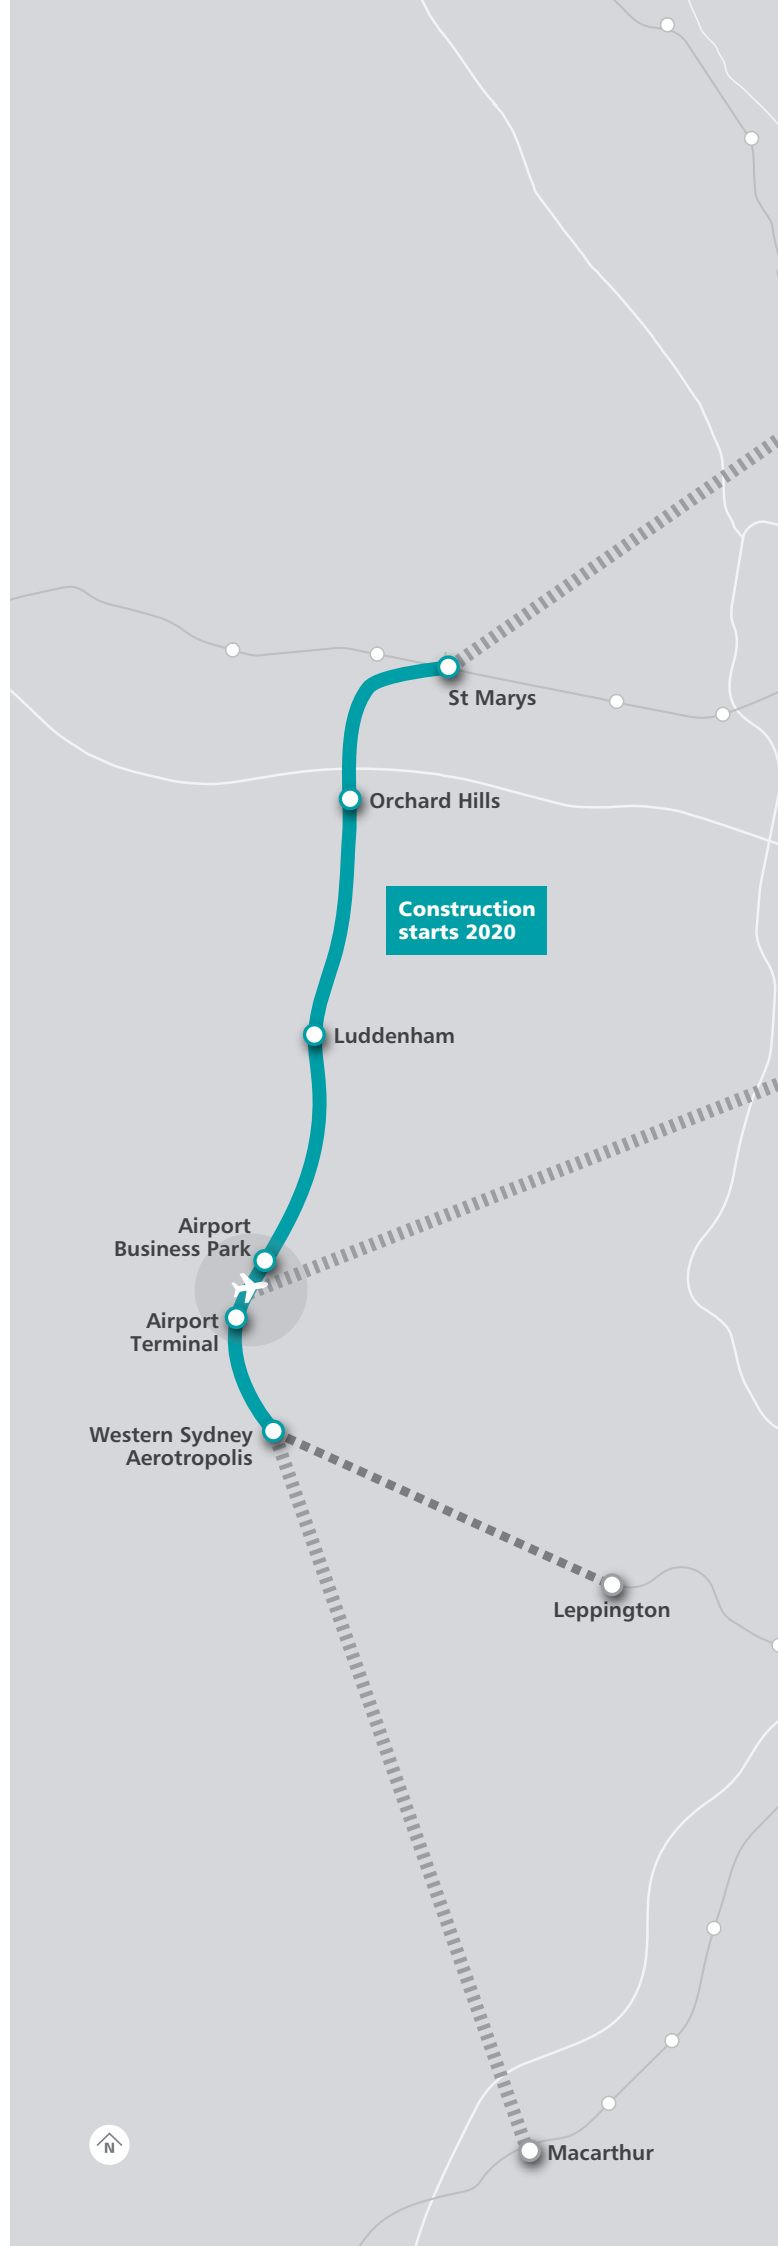 St Marys
Orchard Hills
Construction
starts 2020
Luddenham
Airport
Business Park
Airport
Terminal
Western Sydney
Aerotropolis
Leppington
N
Macarthur